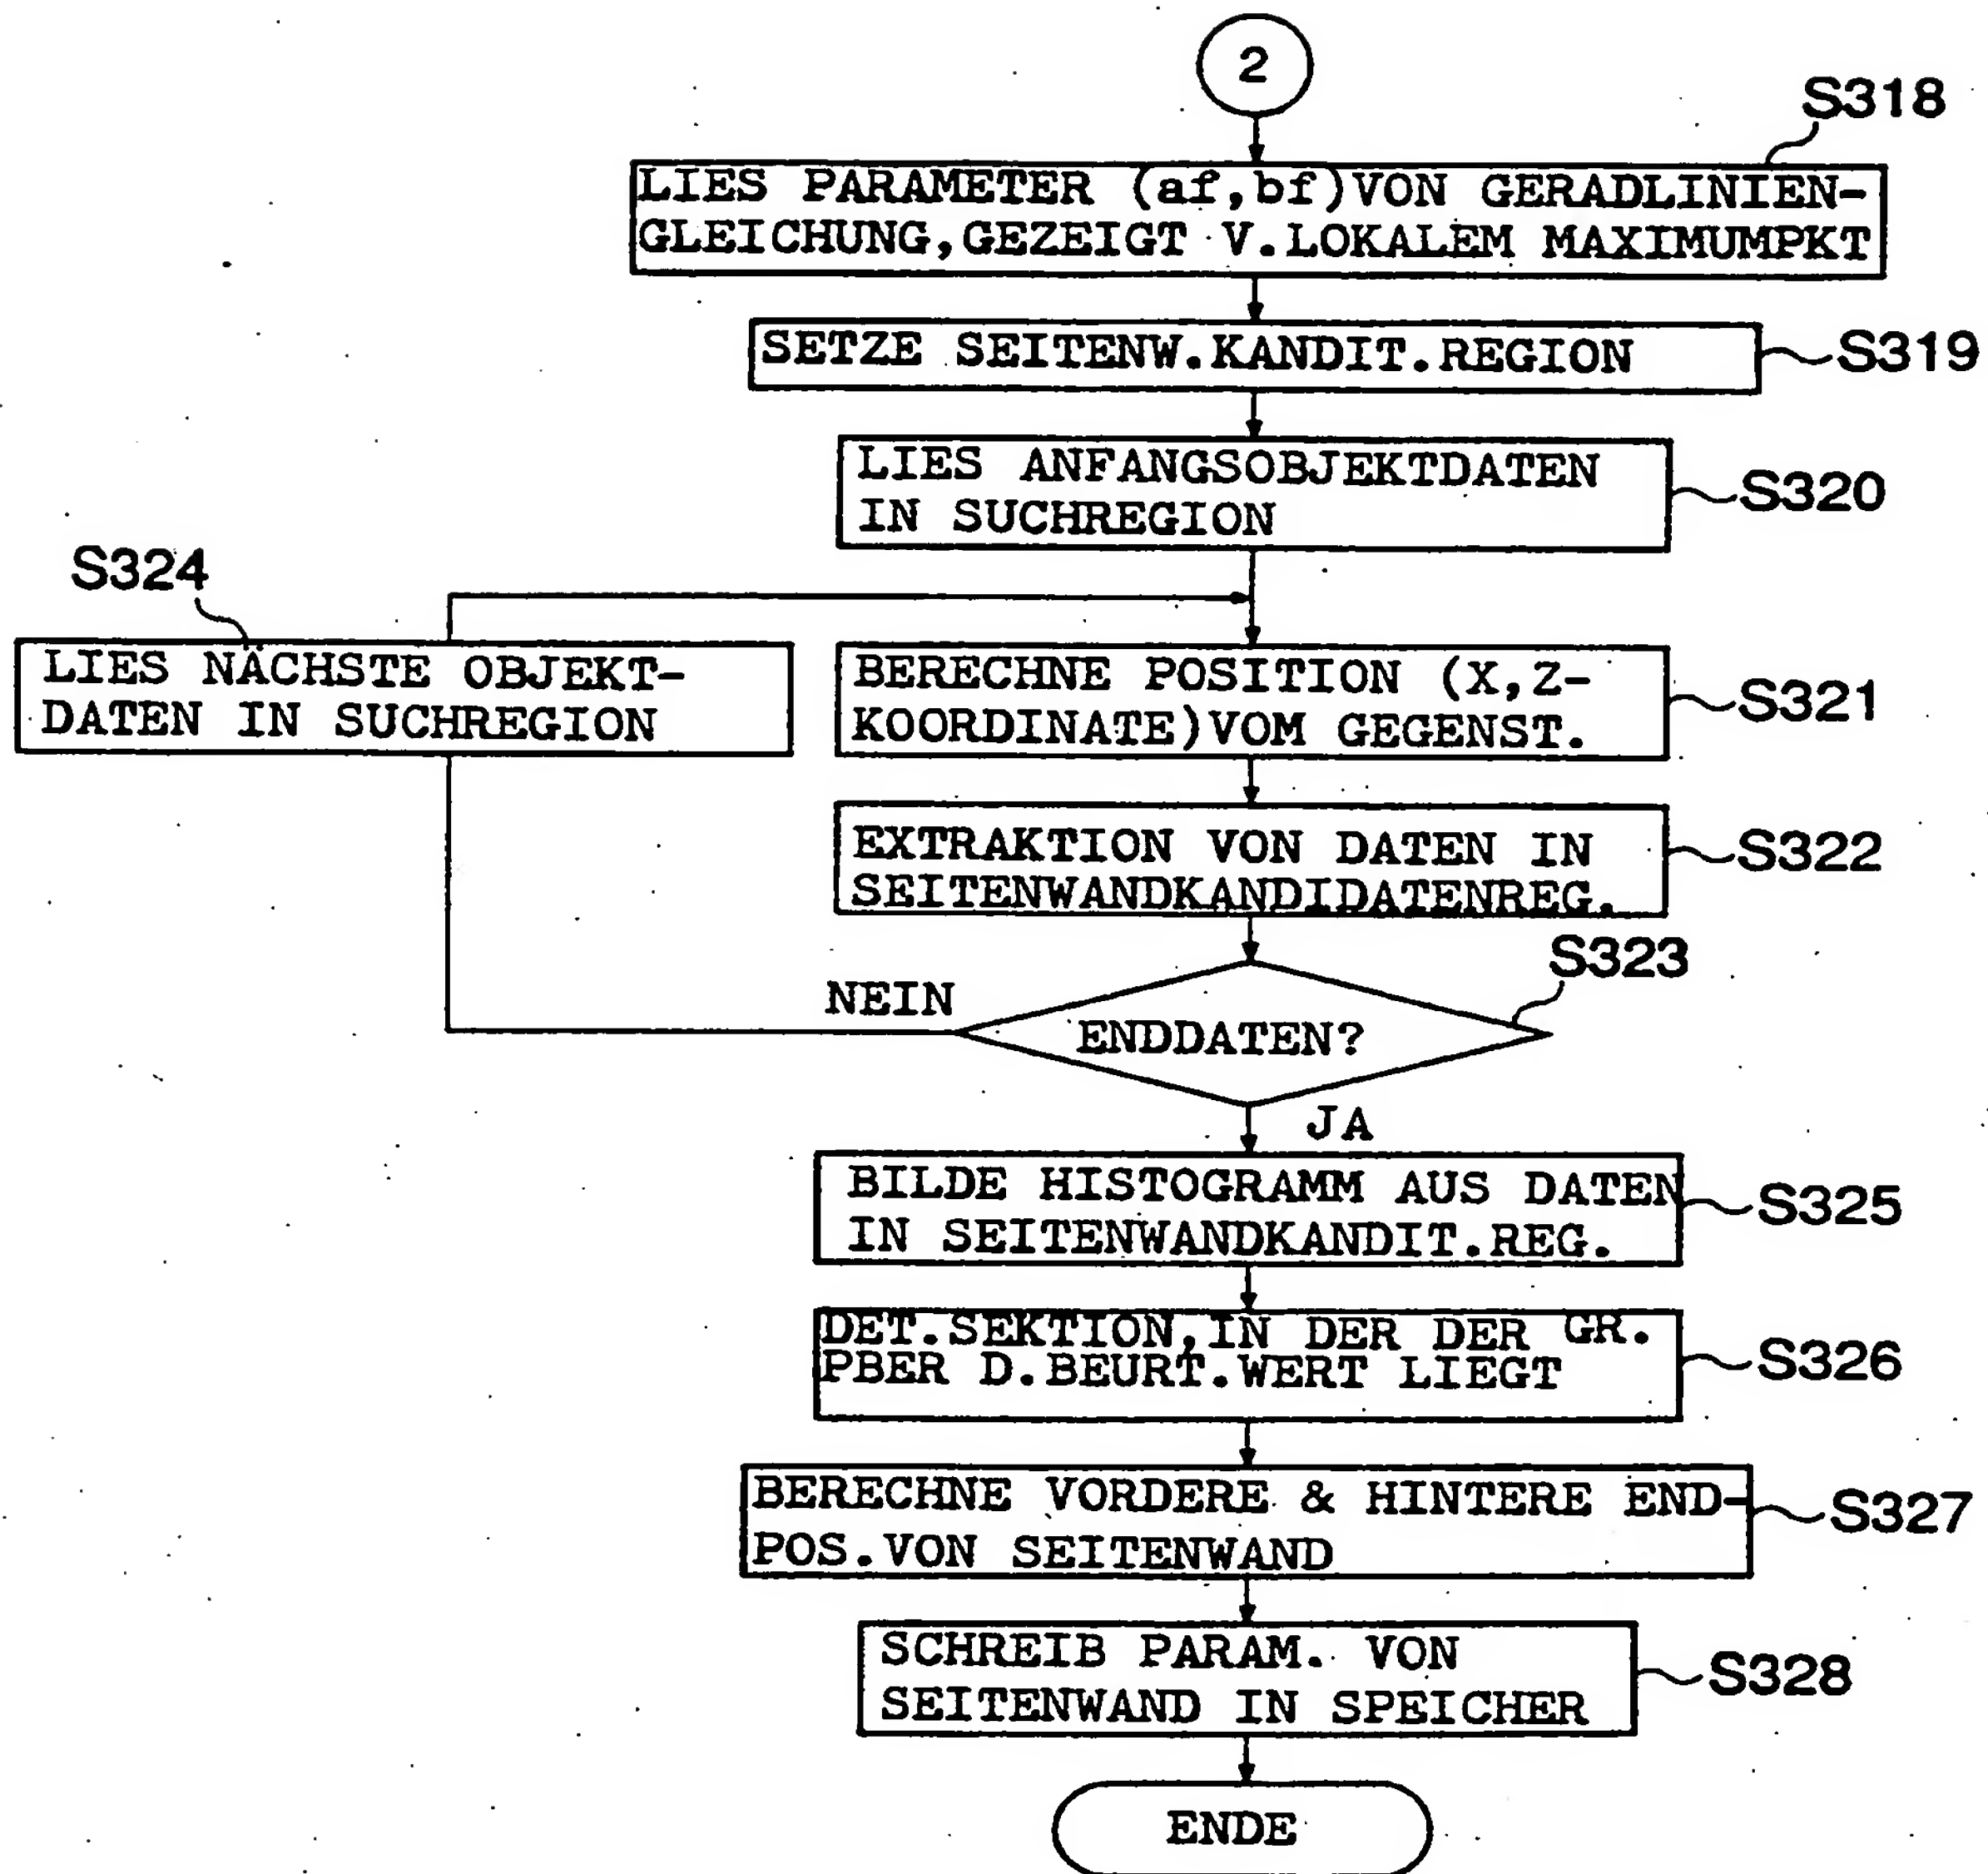 2
S318
LIES PARAMETER (af,bf)VON GERADLINIEN-
GLEICHUNG,GEZEIGT V.LOKALEM MAXIMUMPKT
SETZE SEITENW.KANDIT.REGION
S319
LIES ANFANGSOBJEKTDATEN
IN SUCHREGION
S320
S324
LIES NÄCHSTE OBJEKT-
DATEN IN SUCHREGION
BERECHNE POSITION (X,Z-
KOORDINATE)VOM GEGENST.
S321
EXTRAKTION VON DATEN IN
SEITENWANDKANDIDATENREG.
S322
S323
NEIN
ENDDATEN?
JA
BILDE HISTOGRAMM AUS DATEN
IN SEITENWANDKANDIT.REG.
S325
DET.SEKTION,IN DER DER GR.
PBER D.BEURT.WERT LIEGT
S326
BERECHNE VORDERE & HINTERE END-
POS.VON SEITENWAND
S327
SCHREIB PARAM. VON
SEITENWAND IN SPEICHER
S328
ENDE